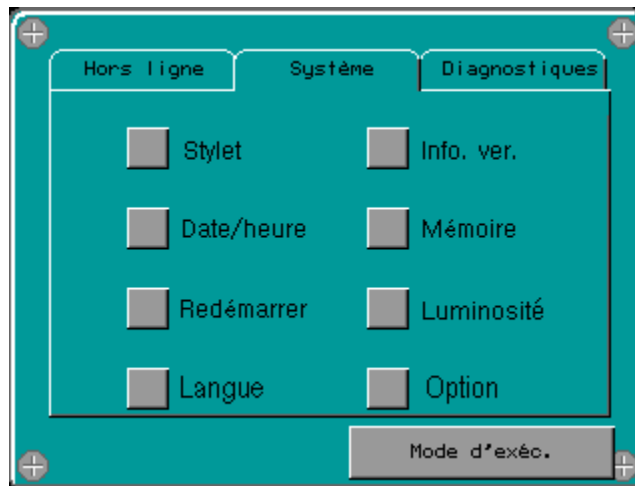 Hors ligne Système Diagnostiques
Stylet Info. ver.
Date/heure Mémoire
Redémarrer Luminosité
Langue Option
Mode d'exéc.